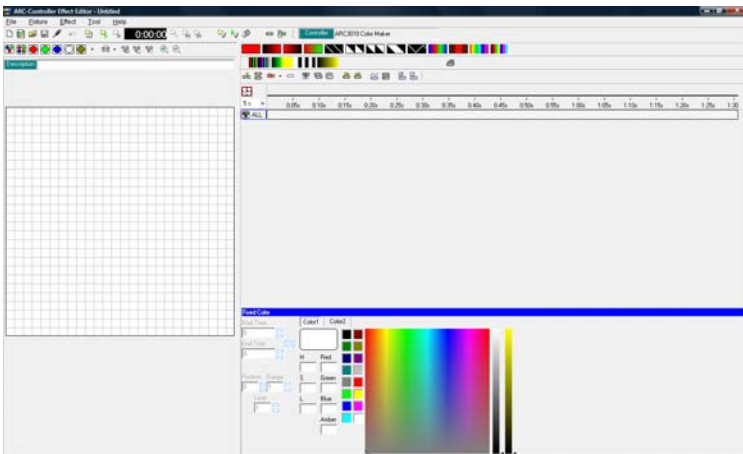 ARC-Controller Effect Editor - Untitled
File Fixture Effect Tool Help
0:00:00 Controller ARC3010 Color Maker
Description
5s 0.05s 0.10s 0.15s 0.20s 0.25s 0.30s 0.35s 0.40s 0.45s 0.50s 0.55s 1.00s 1.05s 1.10s 1.15s 1.20s 1.25s 1.30
ALL
Fixed Color
Start Time Color1 Color2
End Time
H Red
Position Range S Green
L Blue
Amber